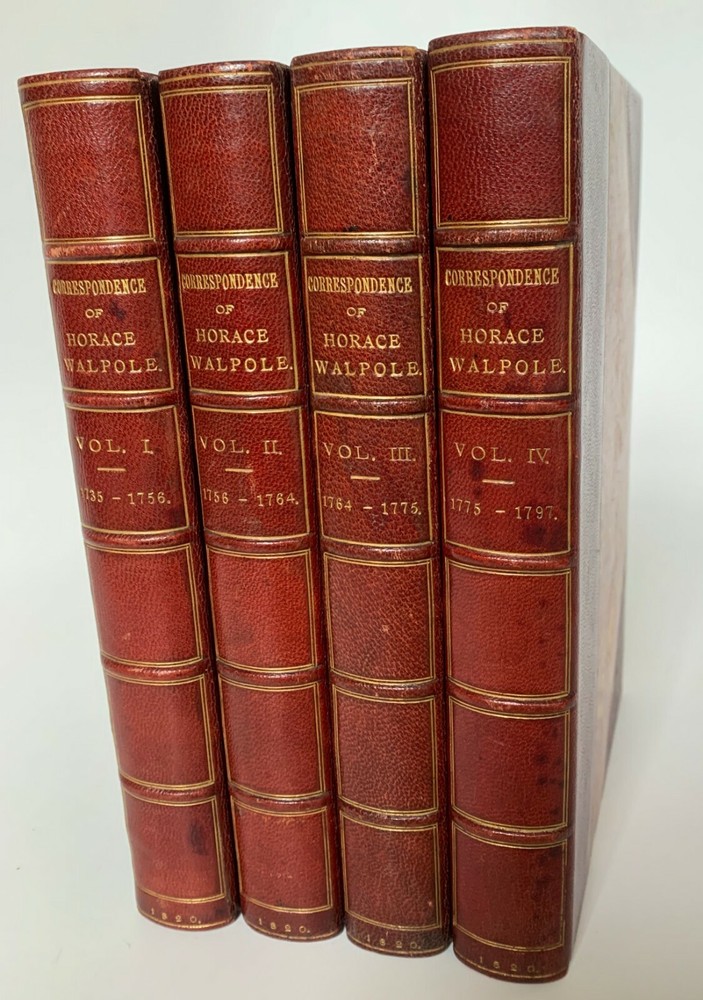 CORRESPONDENCE
OF
HORACE
WALPOLE.
VOL. I.
1735 – 1756.
1820.
CORRESPONDENCE
OF
HORACE
WALPOLE.
VOL. II.
1756 – 1764.
1820.
CORRESPONDENCE
OF
HORACE
WALPOLE.
VOL. III.
1764 – 1775.
1820.
CORRESPONDENCE
OF
HORACE
WALPOLE.
VOL. IV.
1775 – 1797.
1820.